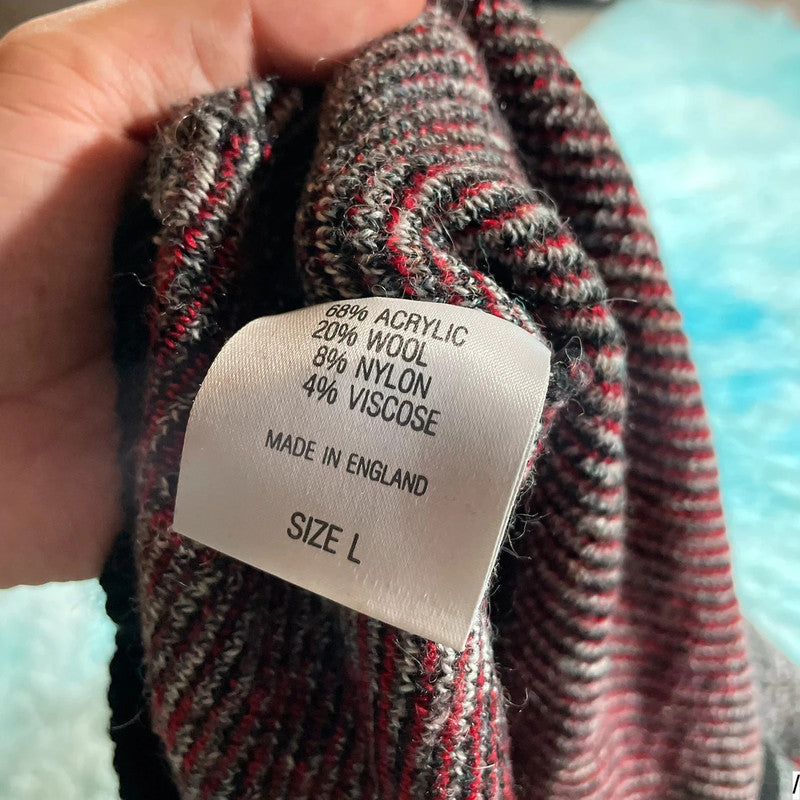 68% ACRYLIC
20% WOOL
8% NYLON
4% VISCOSE
MADE IN ENGLAND
SIZE L